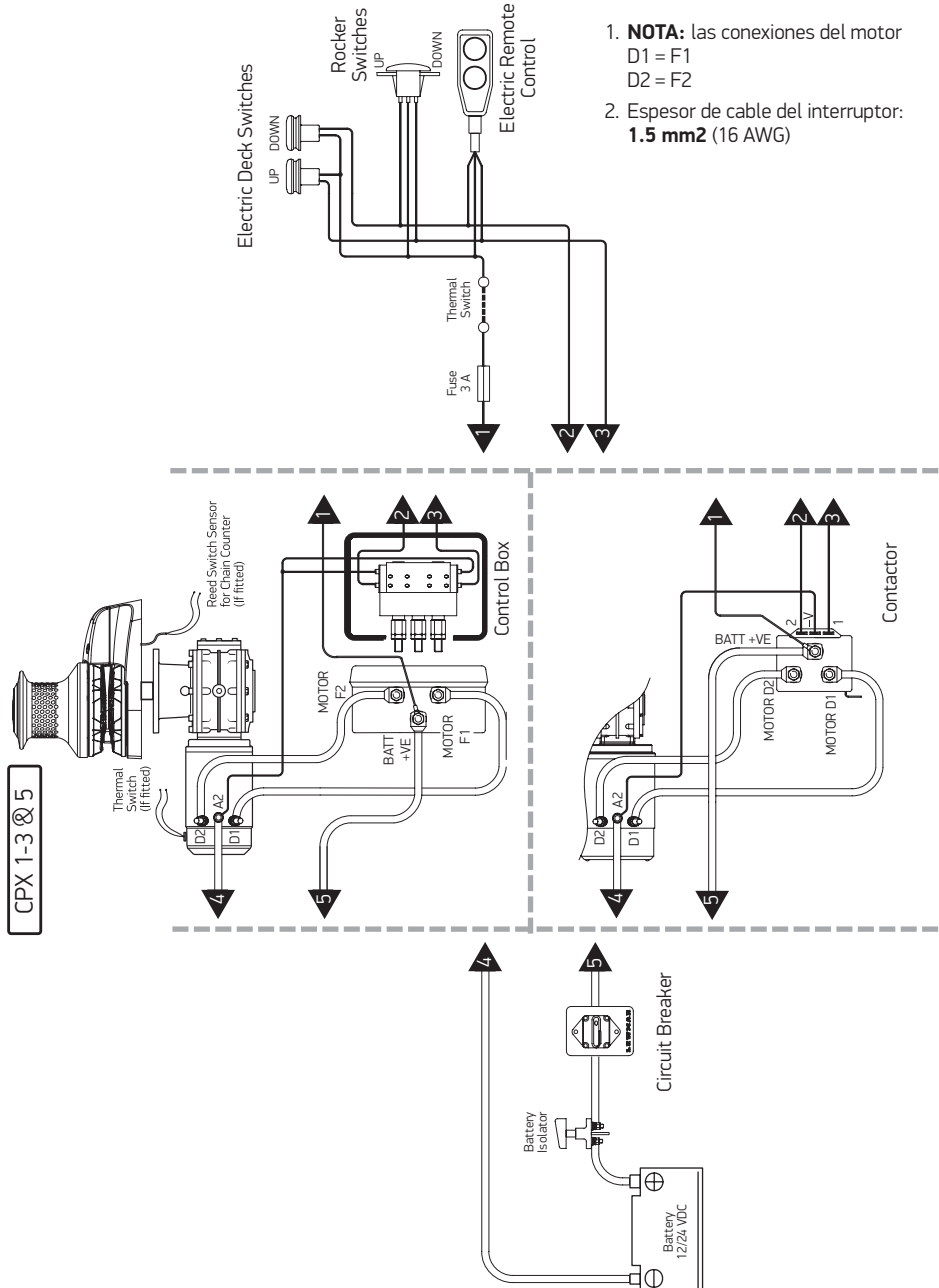 1. NOTA: las conexiones del motor
D1 = F1
D2 = F2
2. Espesor de cable del interruptor:
1.5 mm2 (16 AWG)
CPX 1-3 & 5
Electric Deck Switches
UP
DOWN
Rocker
Switches
UP
DOWN
Electric Remote
Control
Fuse
3 A
Thermal
Switch
1
2
3
Thermal
Switch
(If fitted)
Reed Switch Sensor
for Chain Counter
(If fitted)
D2
A2
D1
4
5
MOTOR
F2
BATT
+VE
MOTOR
F1
1
2
3
Control Box
D2
A2
D1
4
5
BATT +VE
MOTOR D2
MOTOR D1
2
-V
1
1
2
3
Contactor
4
5
LEWMAR
Circuit Breaker
Battery
Isolator
Battery
12/24 VDC